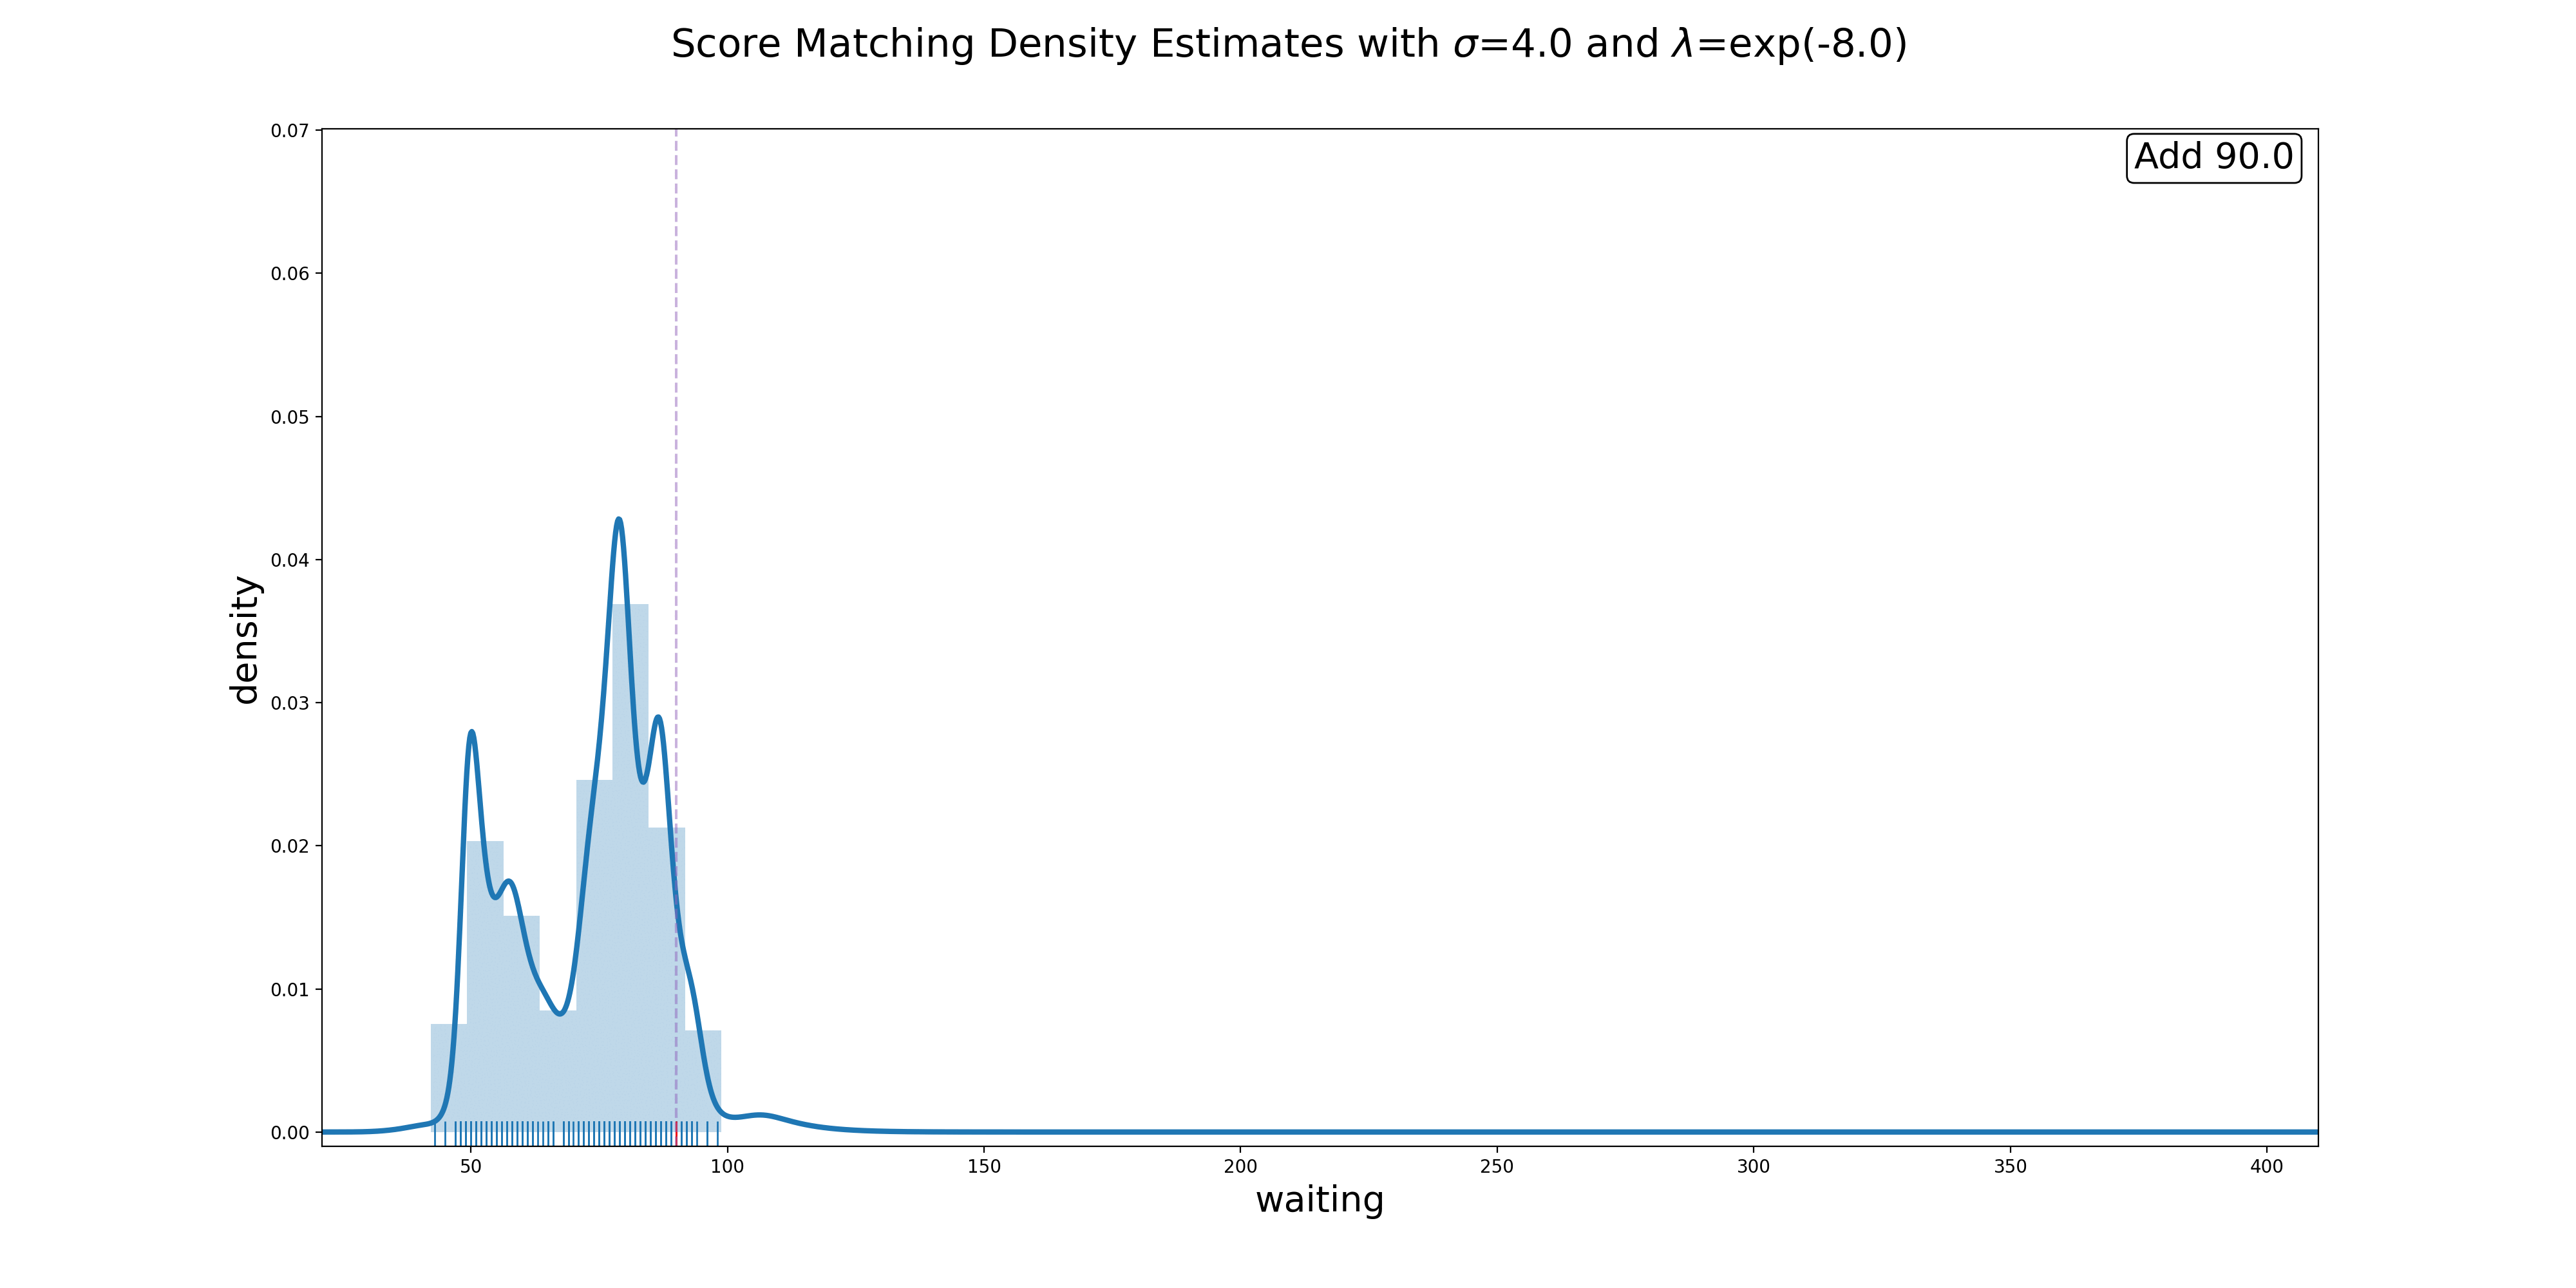 Score Matching Density Estimates with σ=4.0 and λ=exp(-8.0)
Add 90.0
density
0.07
0.06
0.05
0.04
0.03
0.02
0.01
0.00
50 100 150 200 250 300 350 400
waiting